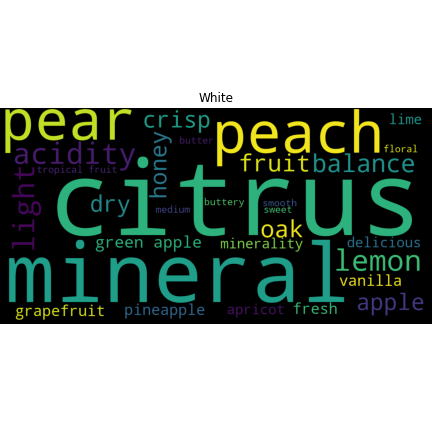 White
pear
crisp
peach
lime
acidity
honey
butter
floral
tropical fruit
fruit
balance
light
citrus
dry
medium
buttery
smooth
sweet
oak
green apple
minerality
delicious
mineral
lemon
vanilla
apple
grapefruit
pineapple
apricot
fresh